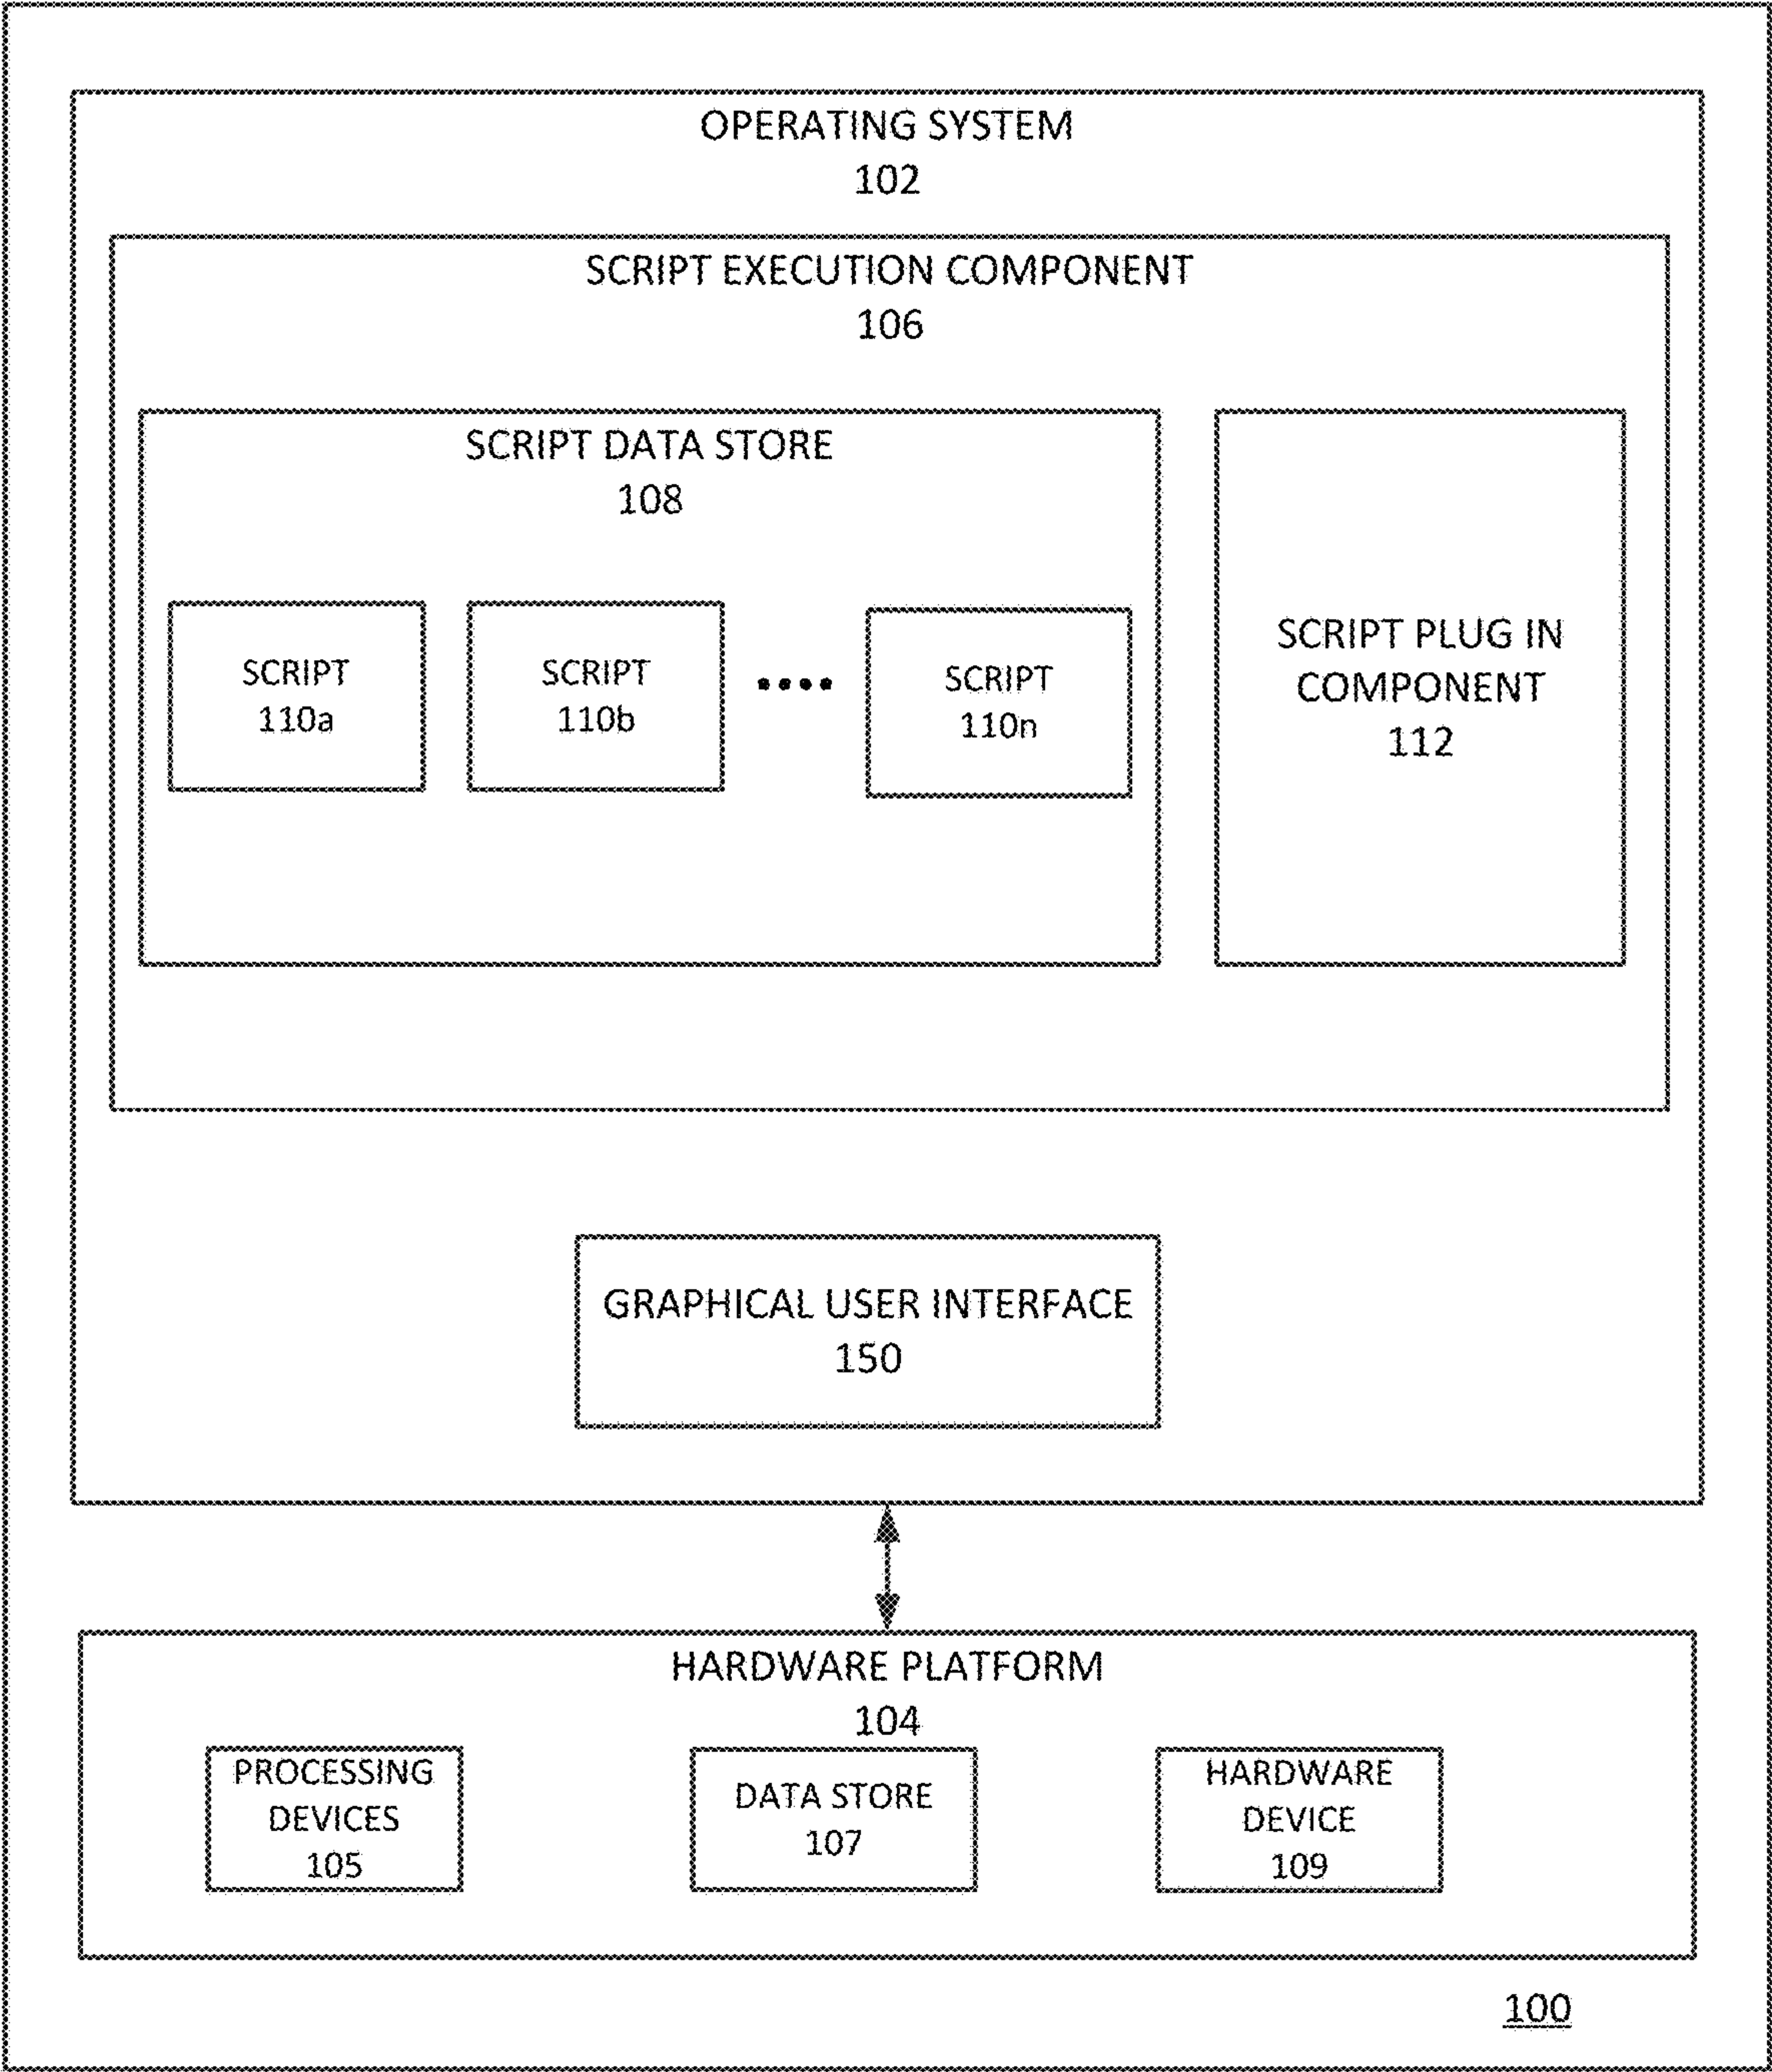 OPERATING SYSTEM
102
SCRIPT EXECUTION COMPONENT
106
SCRIPT DATA STORE
108
SCRIPT
110a
SCRIPT
110b
SCRIPT
110n
SCRIPT PLUG IN
COMPONENT
112
GRAPHICAL USER INTERFACE
150
HARDWARE PLATFORM
104
PROCESSING
DEVICES
105
DATA STORE
107
HARDWARE
DEVICE
109
100